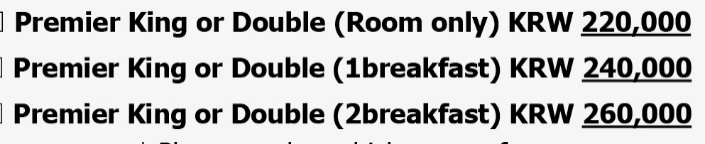 Premier King or Double (Room only) KRW 220,000
Premier King or Double (1breakfast) KRW 240,000
Premier King or Double (2breakfast) KRW 260,000